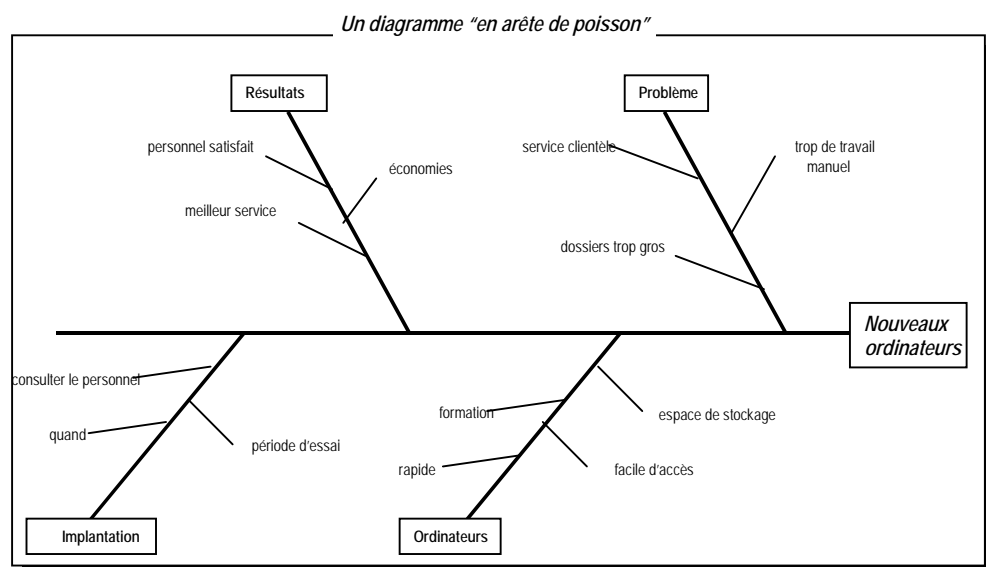 Un diagramme “en arête de poisson”
Résultats
Problème
personnel satisfait
service clientèle
trop de travail
manuel
économies
meilleur service
dossiers trop gros
Nouveaux
ordinateurs
consulter le personnel
formation
espace de stockage
quand
période d’essai
rapide
facile d’accès
Implantation
Ordinateurs